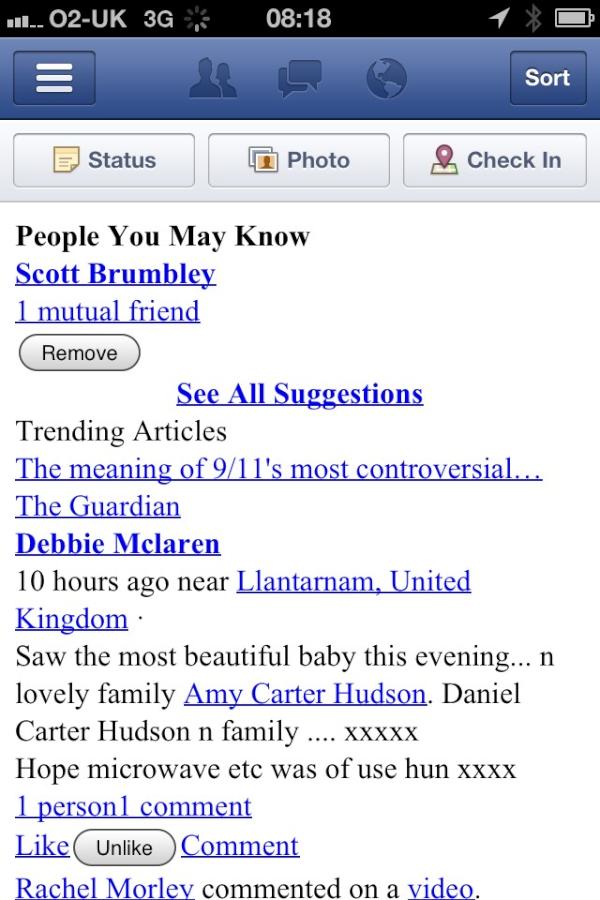 O2-UK 3G 08:18
Sort
Status Photo Check In
People You May Know
Scott Brumbley
1 mutual friend
Remove
See All Suggestions
Trending Articles
The meaning of 9/11's most controversial…
The Guardian
Debbie Mclaren
10 hours ago near Llantarnam, United
Kingdom ·
Saw the most beautiful baby this evening... n
lovely family Amy Carter Hudson. Daniel
Carter Hudson n family .... xxxxx
Hope microwave etc was of use hun xxxx
1 person1 comment
Like Unlike Comment
Rachel Morley commented on a video.